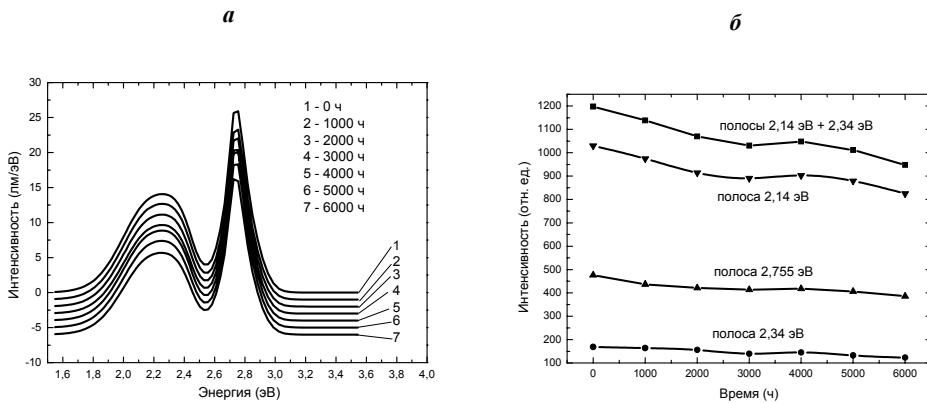 а
б
30
25
20
15
10
5
0
-5
-10
Интенсивность (лм/эВ)
1 - 0 ч
2 - 1000 ч
3 - 2000 ч
4 - 3000 ч
5 - 4000 ч
6 - 5000 ч
7 - 6000 ч
1
2
3
4
5
6
7
1,6 1,8 2,0 2,2 2,4 2,6 2,8 3,0 3,2 3,4 3,6 3,8 4,0
Энергия (эВ)
1200
1100
1000
900
800
700
600
500
400
300
200
100
Интенсивность (отн. ед.)
полосы 2,14 эВ + 2,34 эВ
полоса 2,14 эВ
полоса 2,755 эВ
полоса 2,34 эВ
0 1000 2000 3000 4000 5000 6000
Время (ч)